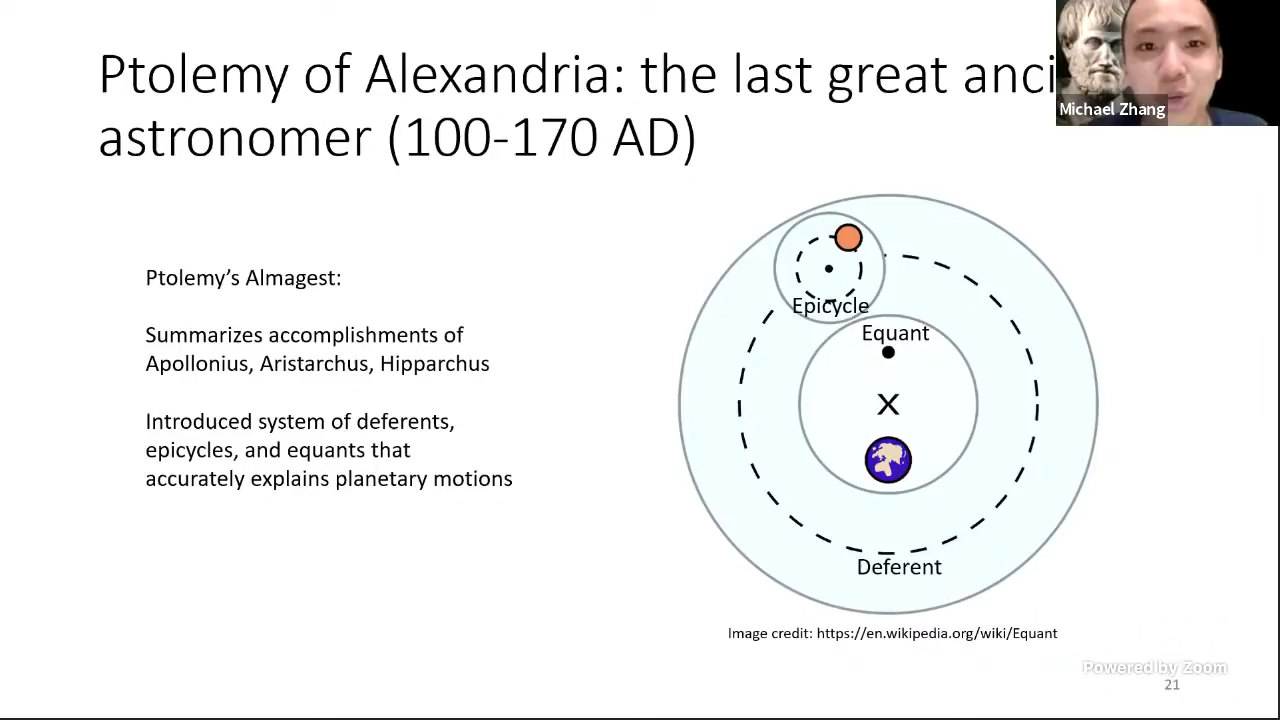 Ptolemy of Alexandria: the last great anci
astronomer (100-170 AD)
Michael Zhang
Ptolemy’s Almagest:
Summarizes accomplishments of
Apollonius, Aristarchus, Hipparchus
Introduced system of deferents,
epicycles, and equants that
accurately explains planetary motions
Epicycle
Equant
X
Deferent
Image credit: https://en.wikipedia.org/wiki/Equant
Powered by Zoom
21